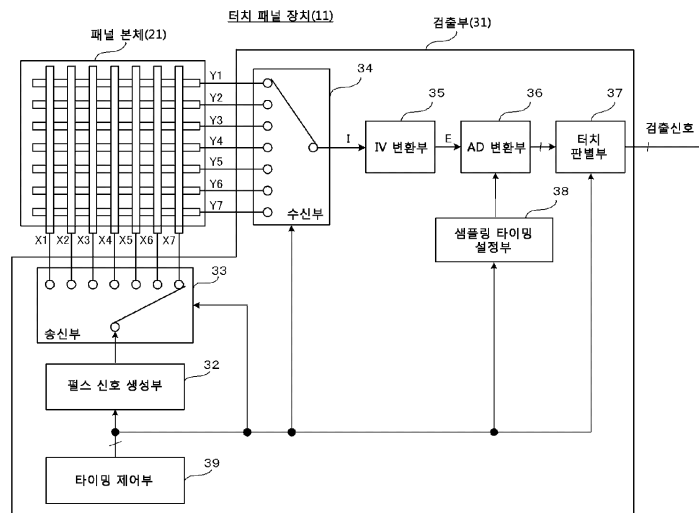 터치 패널 장치(11)
패널 본체(21)
검출부(31)
34
Y1
Y2
Y3
Y4
Y5
Y6
Y7
수신부
I
35
IV 변환부
E
36
AD 변환부
37
터치
판별부
검출신호
38
샘플링 타이밍
설정부
X1
X2
X3
X4
X5
X6
X7
33
송신부
32
펄스 신호 생성부
39
타이밍 제어부